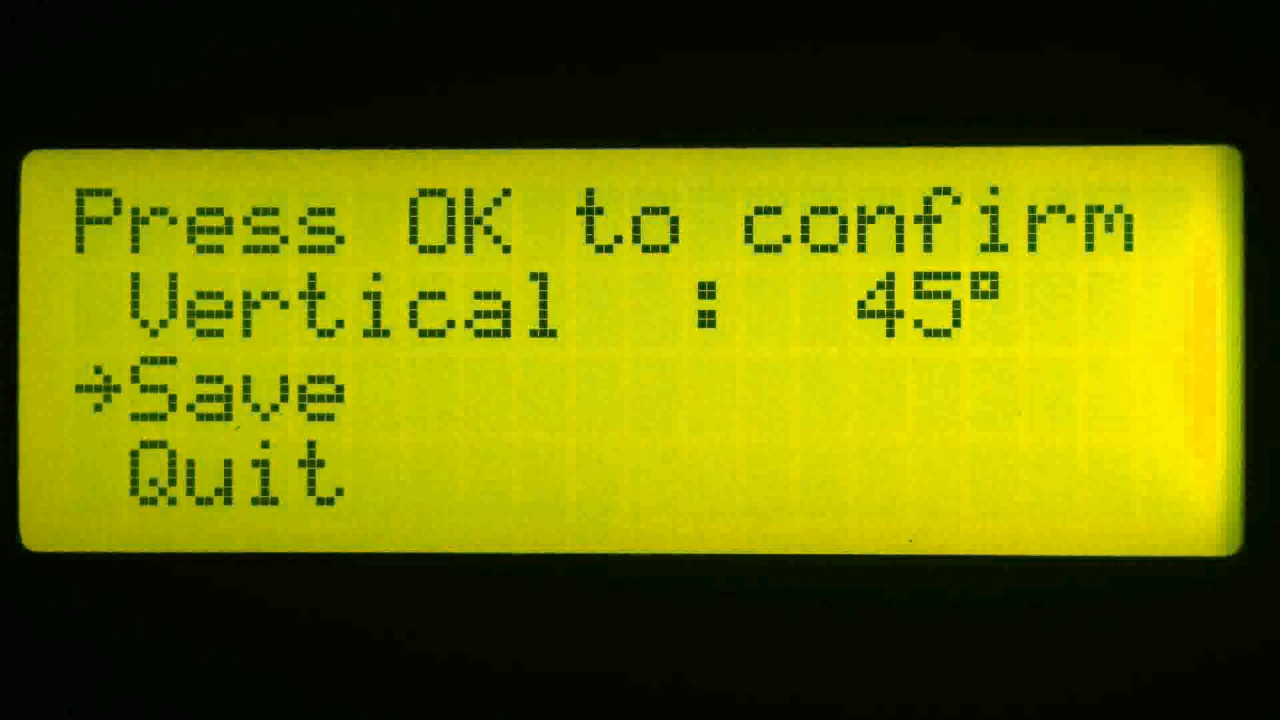 Press OK to confirm
Vertical : 45°
→Save
Quit